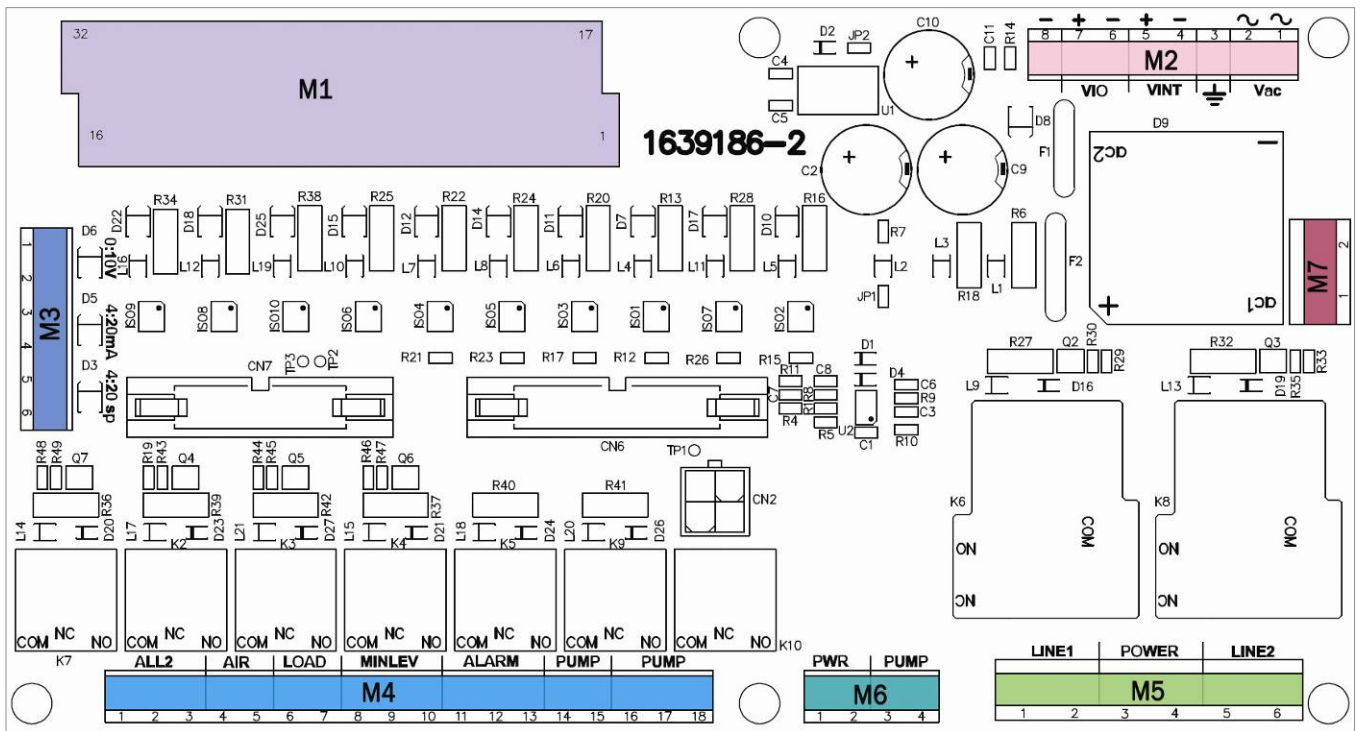 32 17
M1
16 1
1639186-2
D2 JP2 C10 C11 R14
C4 C5 U1
− + − + − ~ ~
8 7 6 5 4 3 2 1
M2
VIO VINT Vac
D8 F1 D9
ac2 −
C2 + C9 + +
R34 R31 R38 R25 R22 R24 R20 R13 R28 R16
D22 D18 D25 D15 D12 D14 D11 D7 D17 D10
L16 L12 L19 L10 L7 L8 L6 L4 L11 L5
R7 L2 JP1
L3 R18 L1 R6 F2
+ ac1
M7
2
1
M3
1
2
3
4
5
6
D6 0:10V
D5 4:20mA
D3 4:20 sp
ISO9 ISO8 ISO10 ISO6 ISO4 ISO5 ISO3 ISO1 ISO7 ISO2
R21 R23 R17 R12 R26 R15
CN7 TP3 TP2
D1 D4
R11 C8 C6
C7 R8 R9
R1 C3
R4 R5 U2 C1 R10
CN6 TP1
CN2
R27 Q2 R30 R29
L9 D16
R32 Q3 R35 R33
L13 D19
R48 R49 Q7 R19 R43 Q4 R44 R45 Q5 R46 R47 Q6
R36 R39 R42 R37 R40 R41
L14 D20 L17 D23 L21 D27 L15 D21 L18 D24 L20 D26
K2 K3 K4 K5 K9
K6 COM NO NC
K8 COM NO NC
COM NC NO COM NC NO COM NC NO COM NC NO COM NC NO COM NC NO COM NC NO
K7 K10
ALL2 AIR LOAD MINLEV ALARM PUMP PUMP
M4
1 2 3 4 5 6 7 8 9 10 11 12 13 14 15 16 17 18
PWR PUMP
M6
1 2 3 4
LINE1 POWER LINE2
M5
1 2 3 4 5 6